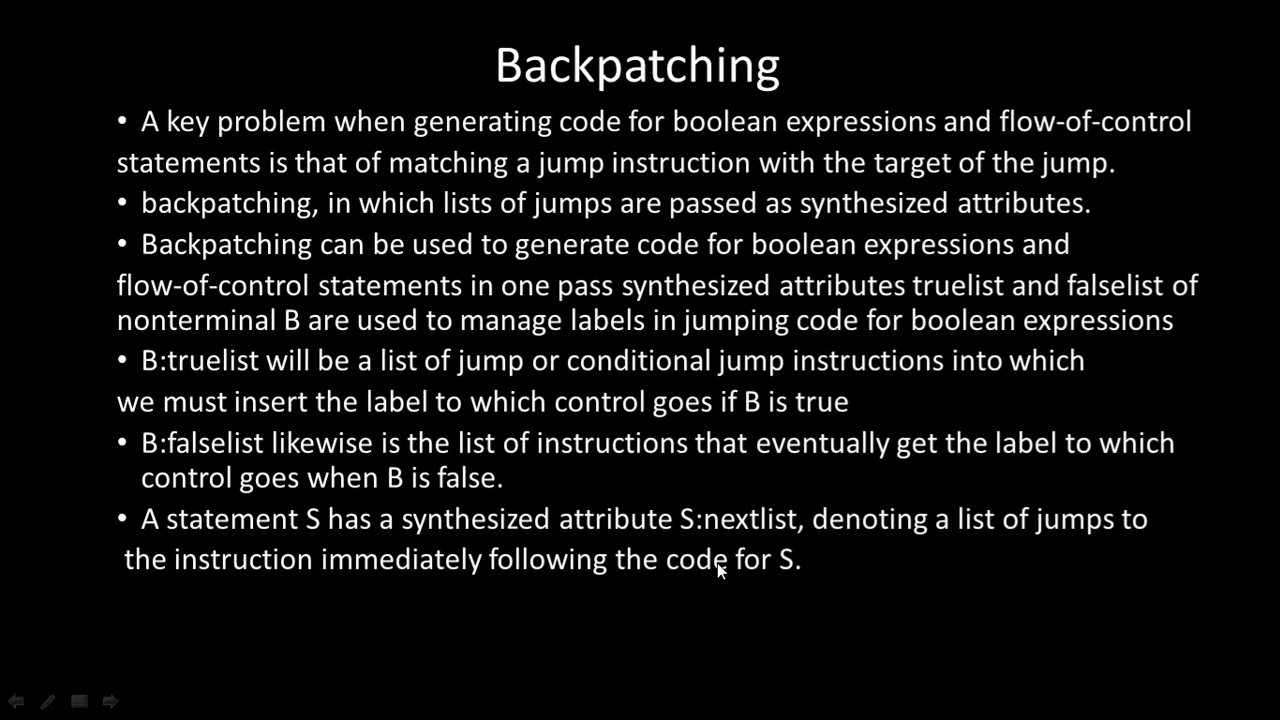 Backpatching
• A key problem when generating code for boolean expressions and flow-of-control
statements is that of matching a jump instruction with the target of the jump.
• backpatching, in which lists of jumps are passed as synthesized attributes.
• Backpatching can be used to generate code for boolean expressions and
flow-of-control statements in one pass synthesized attributes truelist and falselist of
nonterminal B are used to manage labels in jumping code for boolean expressions
• B:truelist will be a list of jump or conditional jump instructions into which
we must insert the label to which control goes if B is true
• B:falselist likewise is the list of instructions that eventually get the label to which
control goes when B is false.
• A statement S has a synthesized attribute S:nextlist, denoting a list of jumps to
the instruction immediately following the code for S.